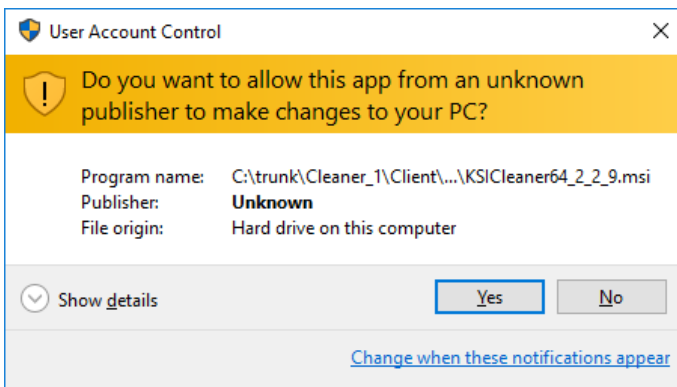 User Account Control
Do you want to allow this app from an unknown
publisher to make changes to your PC?
Program name: C:\trunk\Cleaner_1\Client\...\KSICleaner64_2_2_9.msi
Publisher: Unknown
File origin: Hard drive on this computer
Show details Yes No
Change when these notifications appear